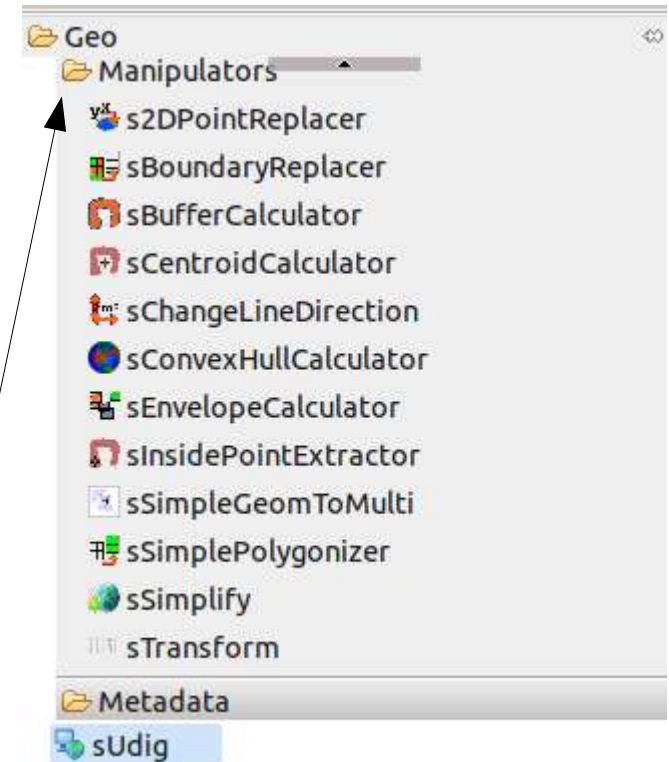 Geo
Manipulators
s2DPointReplacer
sBoundaryReplacer
sBufferCalculator
sCentroidCalculator
sChangeLineDirection
sConvexHullCalculator
sEnvelopeCalculator
sInsidePointExtractor
sSimpleGeomToMulti
sSimplePolygonizer
sSimplify
sTransform
Metadata
sUdig